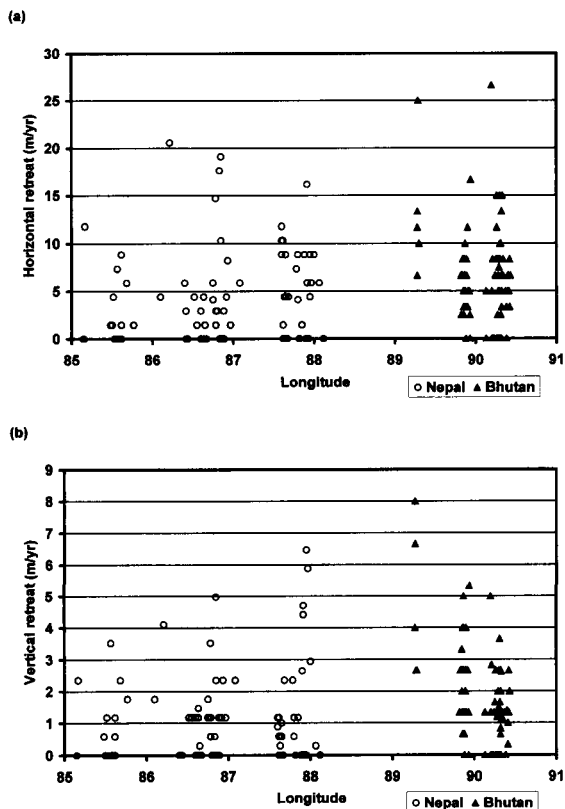 (a)
30
25
20
15
10
5
0
Horizontal retreat (m/yr)
85 86 87 88 89 90 91
Longitude
Nepal Bhutan
(b)
9
8
7
6
5
4
3
2
1
0
Vertical retreat (m/yr)
85 86 87 88 89 90 91
Longitude
Nepal Bhutan